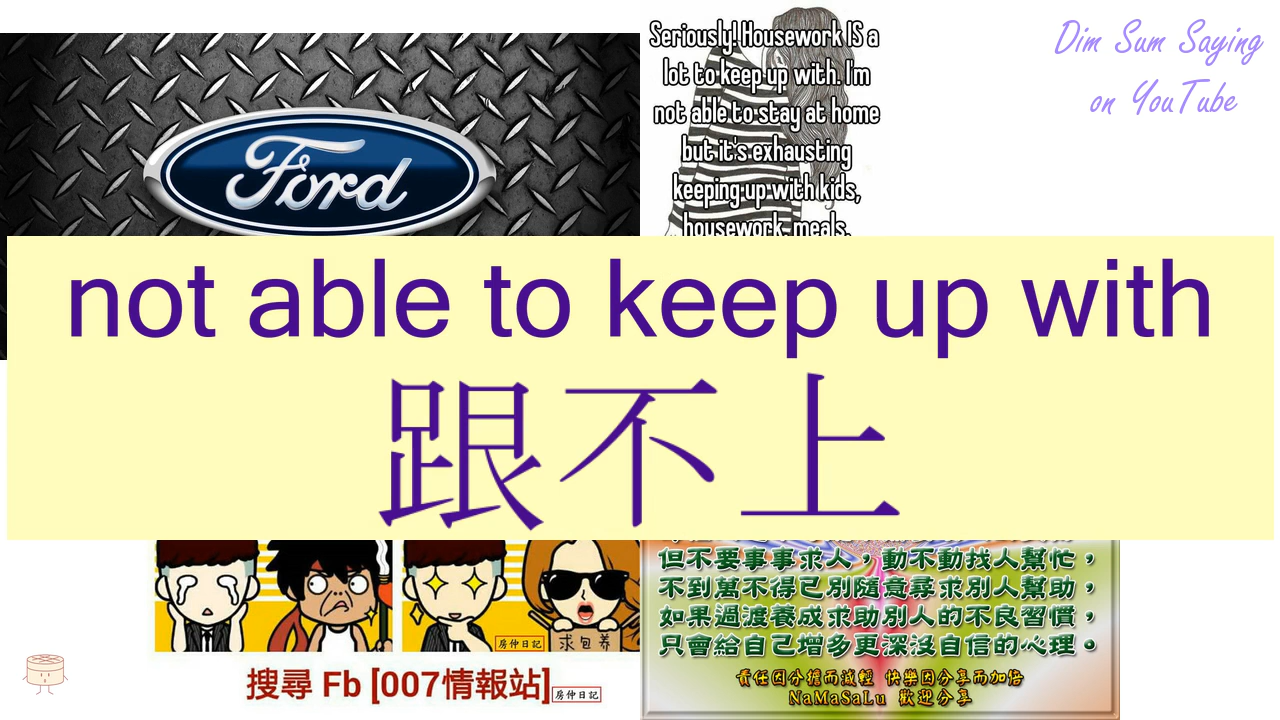 Ford
Seriously! Housework IS a
lot to keep up with. I'm
not able to stay at home
but it's exhausting
keeping up with kids,
housework, meals,
Dim Sum Saying
on YouTube
not able to keep up with
跟不上
房仲日記
求包養
搜尋 Fb [007情報站]
房仲日記
但不要事事求人，動不動找人幫忙，
不到萬不得已別隨意尋求別人幫助，
如果過渡養成求助別人的不良習慣，
只會給自己增多更深沒自信的心理。
責任因分擔而減輕 快樂因分享而加倍
NaMaSaLu 歡迎分享